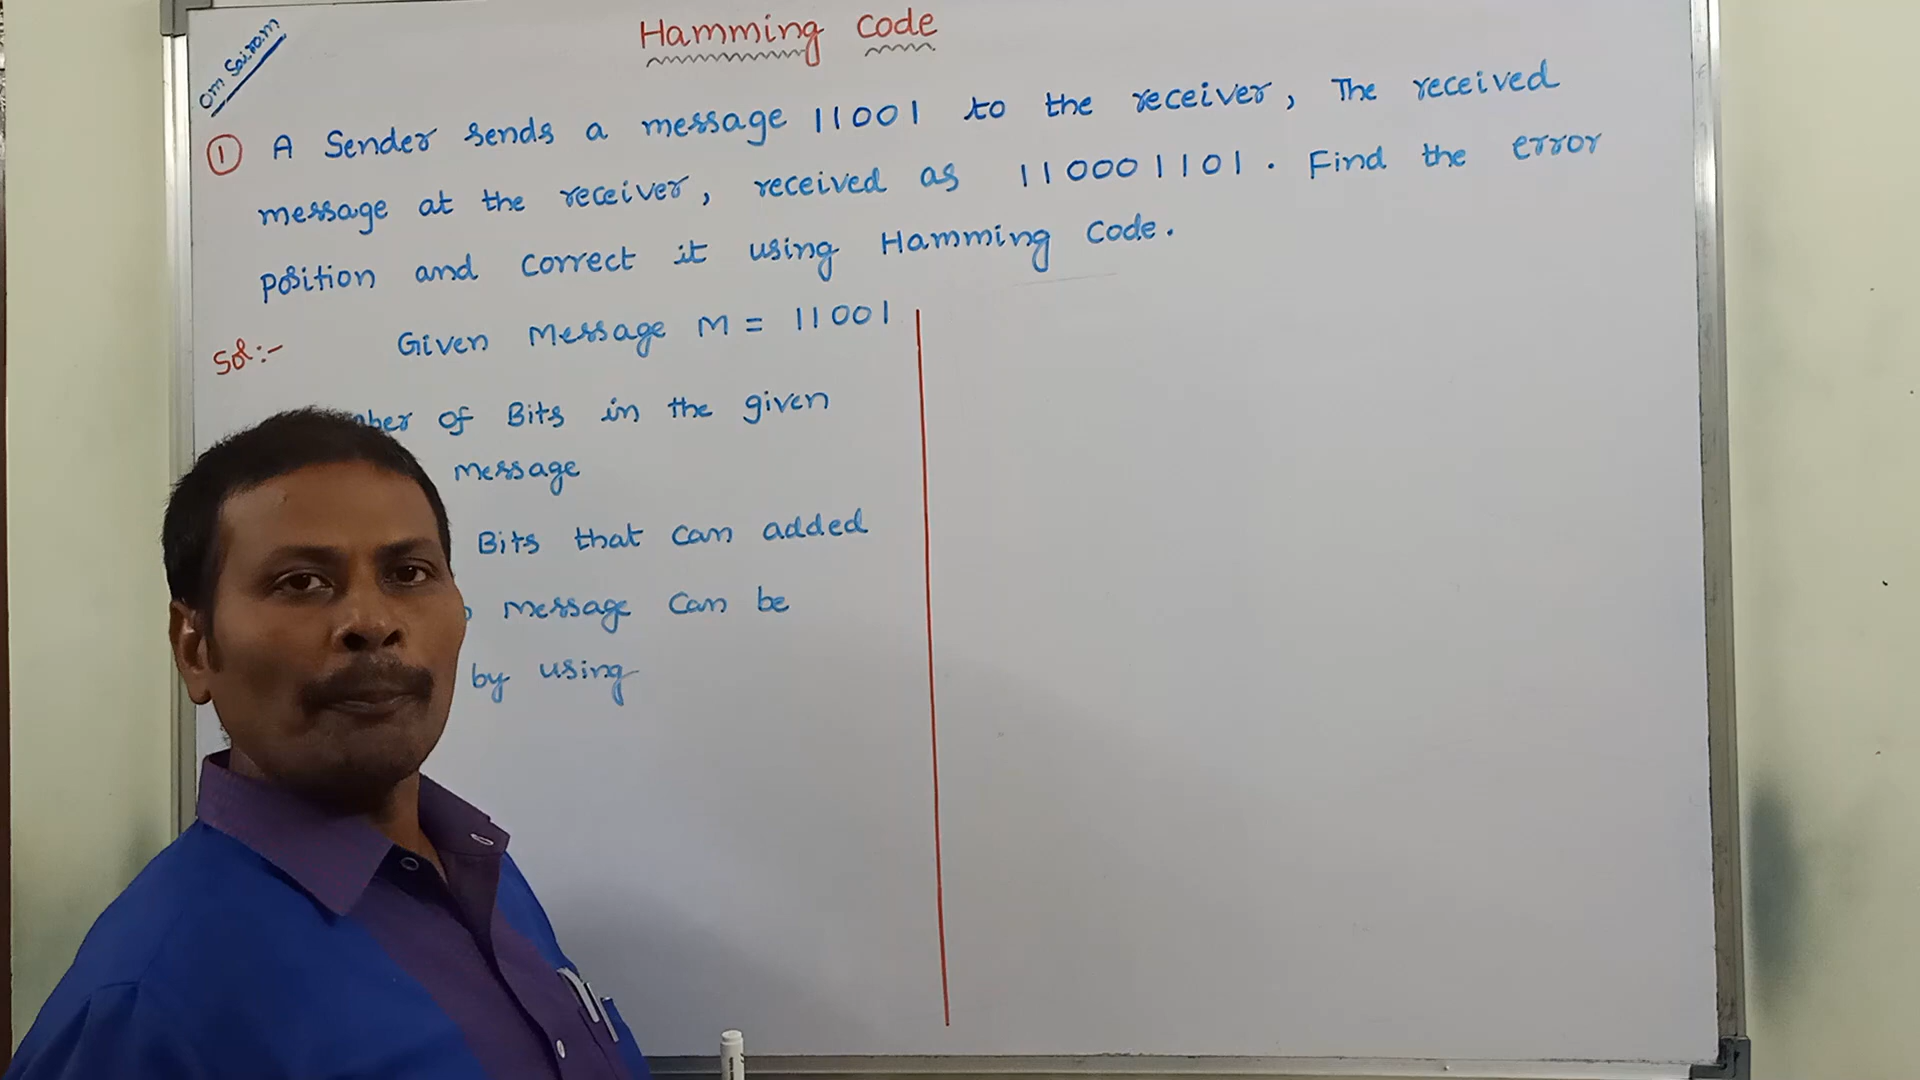 Hamming Code
Om Sairam
1 A Sender sends a message 11001 to the receiver, The received
message at the receiver, received as 110001101. Find the error
position and correct it using Hamming Code.
Sol:- Given Message M = 11001
of Bits in the given
message
Bits that can added
message can be
by using